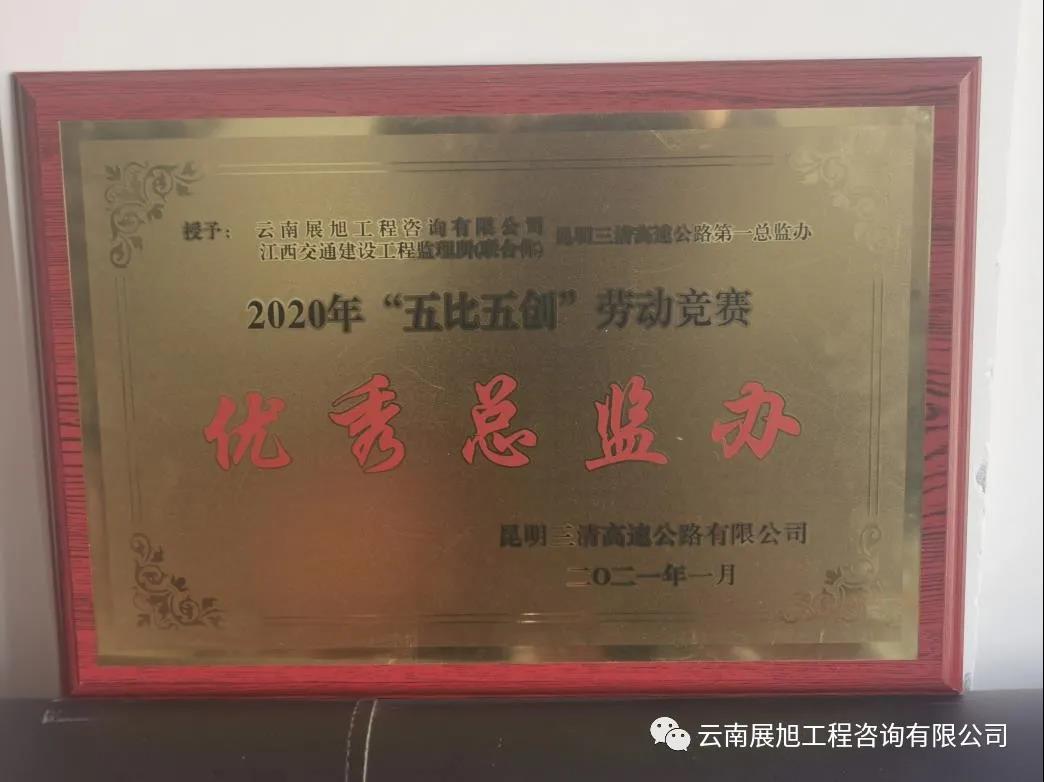 授予：
云南展旭工程咨询有限公司
江西交通建设工程监理所(联合体)
昆明三清高速公路第一总监办
2020年“五比五创”劳动竞赛
优秀总监办
昆明三清高速公路有限公司
二〇二一年一月
云南展旭工程咨询有限公司